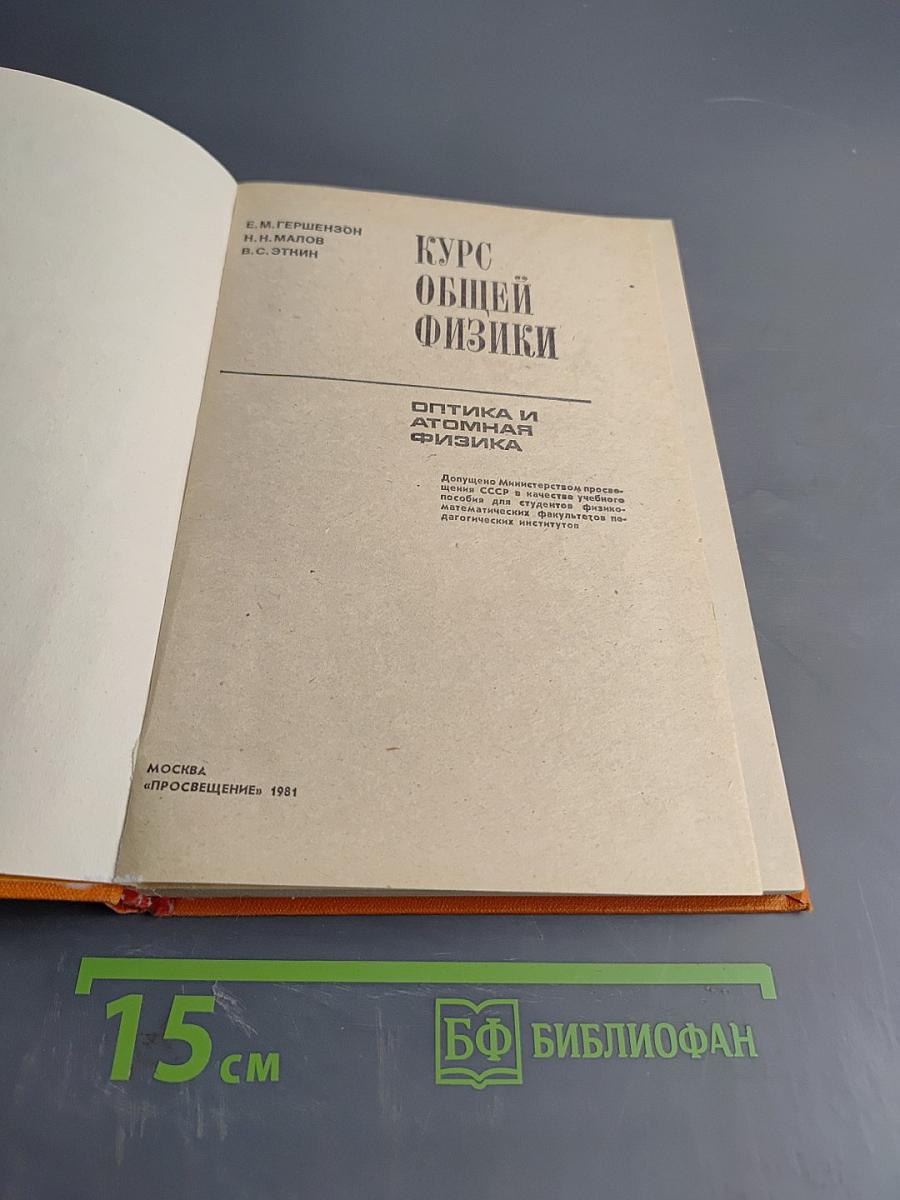 Е. М. ГЕРШЕНЗОН
Н. Н. МАЛОВ
В. С. ЭТКИН
КУРС
ОБЩЕЙ
ФИЗИКИ
ОПТИКА И
АТОМНАЯ
ФИЗИКА
Допущено Министерством просве-
щения СССР в качестве учебного
пособия для студентов физико-
математических факультетов пе-
дагогических институтов
МОСКВА
«ПРОСВЕЩЕНИЕ» 1981
15 см
БФ БИБЛИОФАН